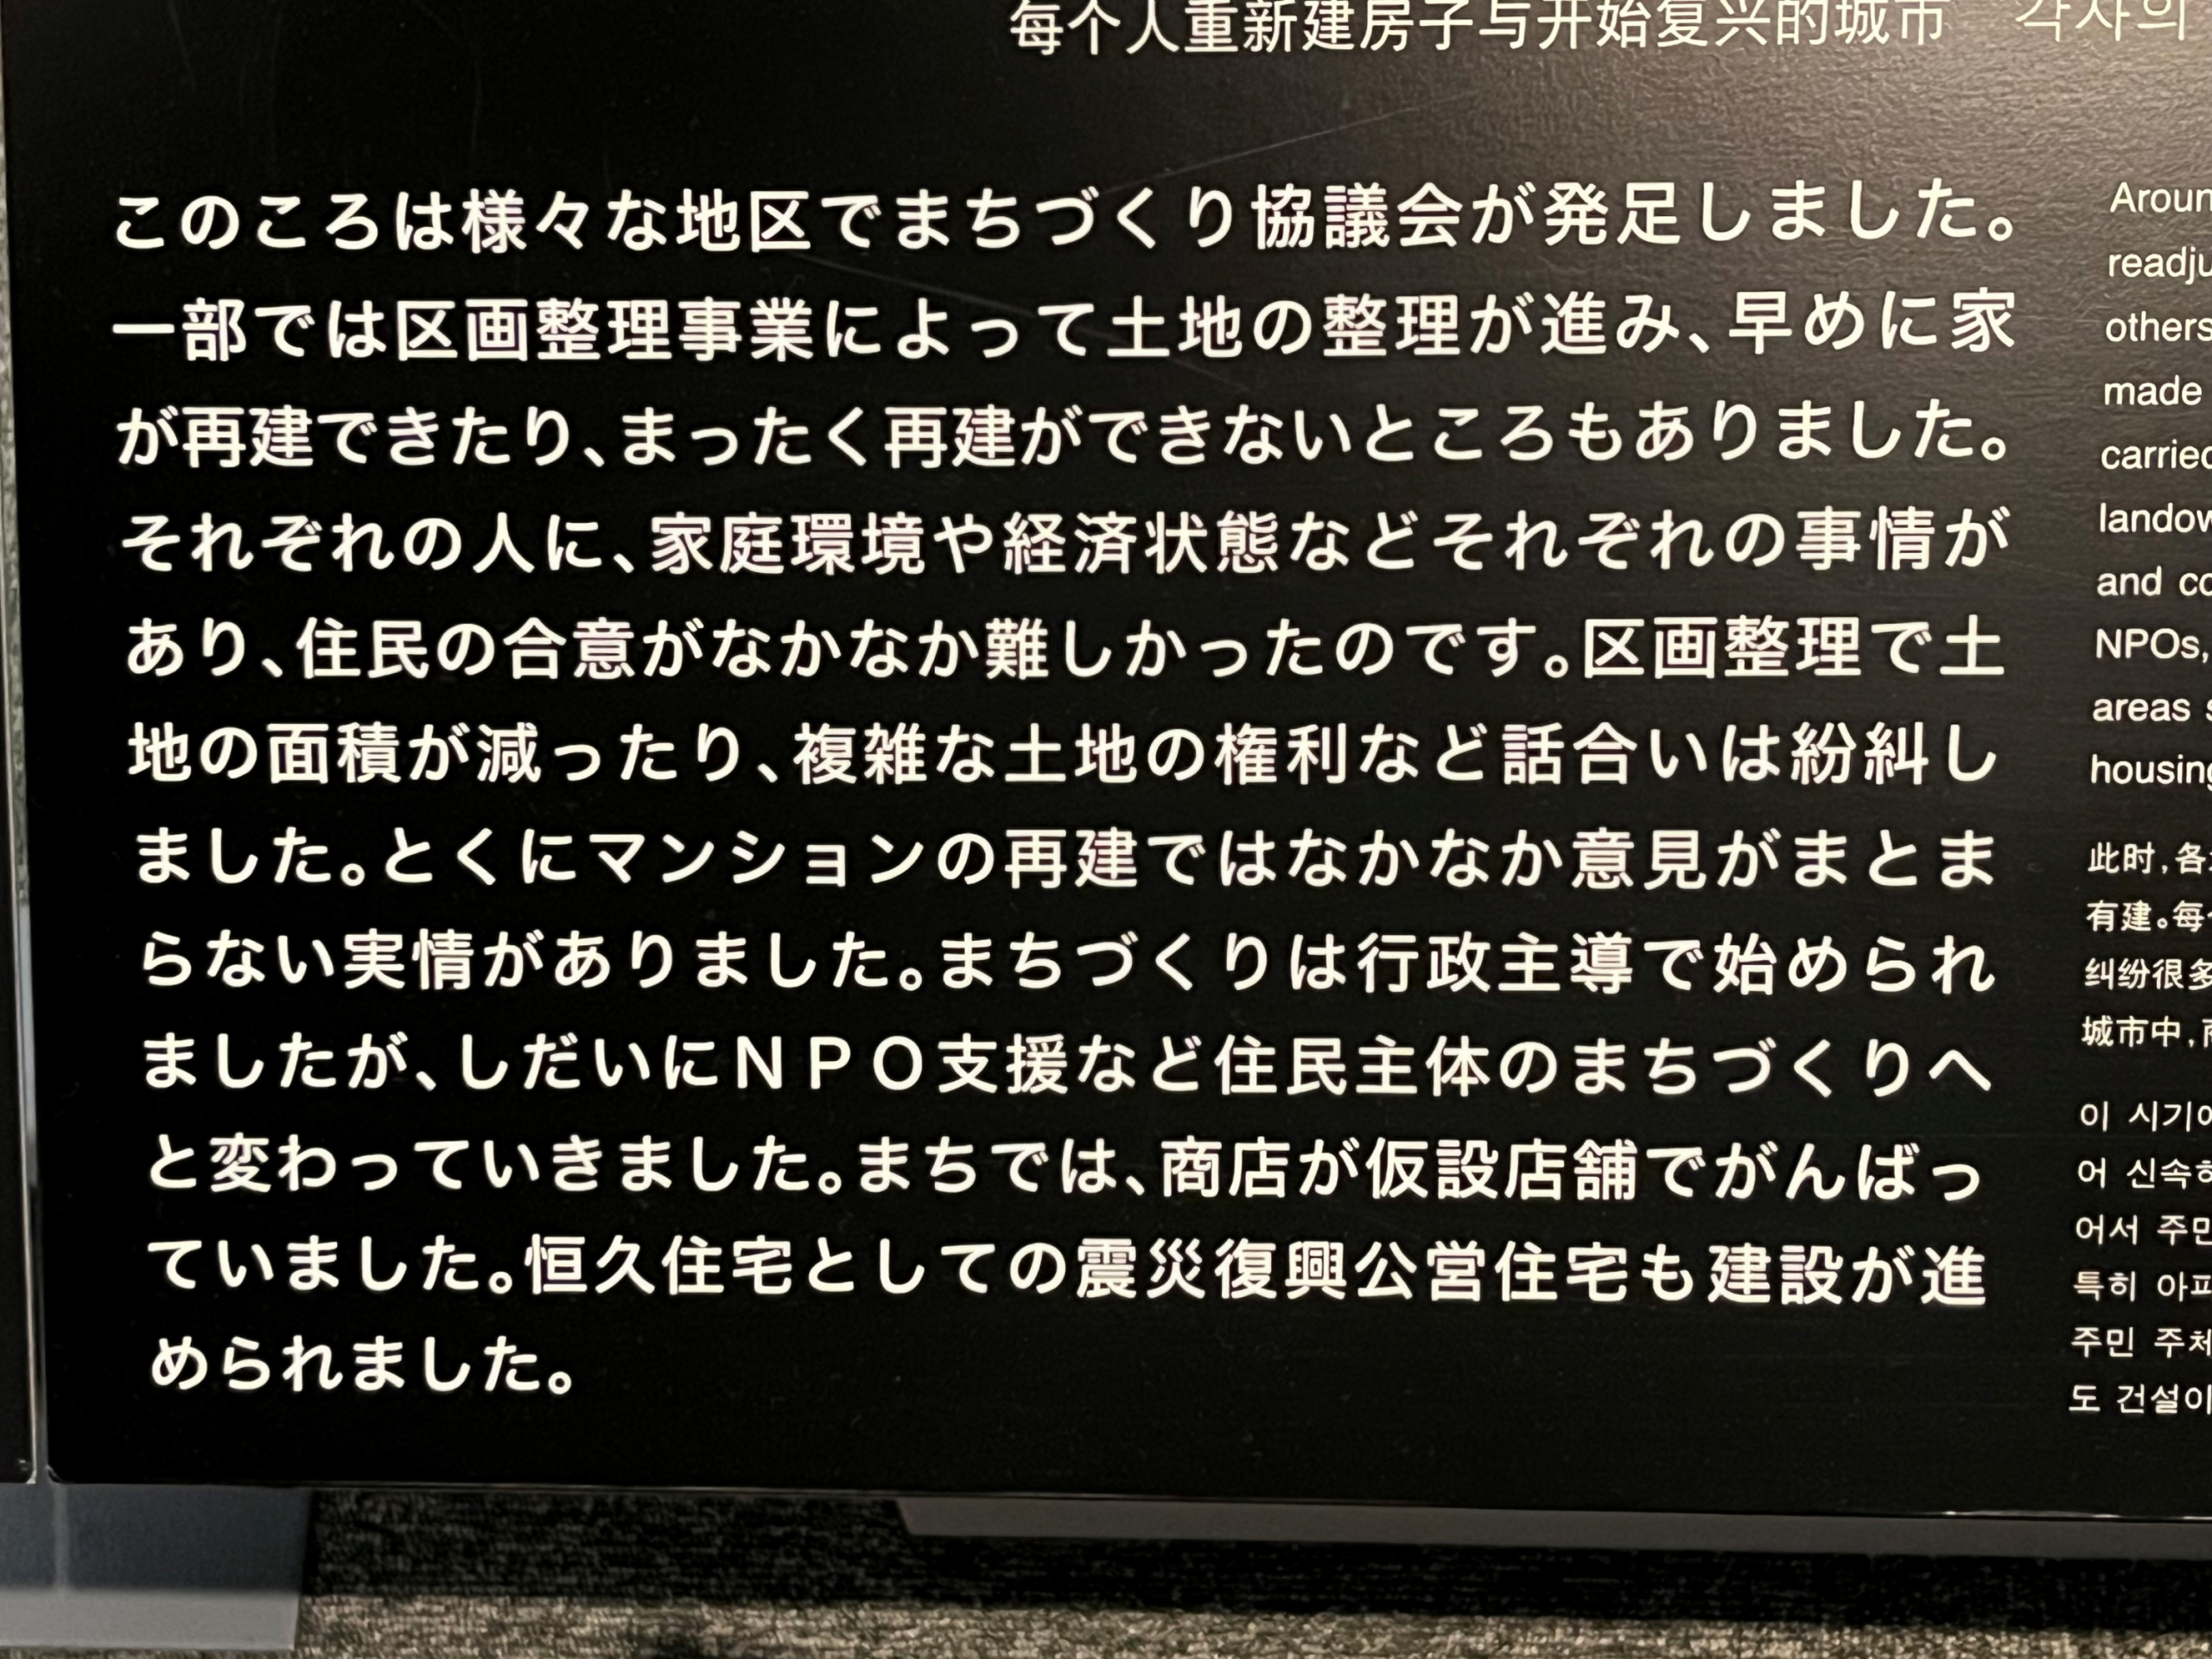 每个人重新建房子与开始复兴的城市　각자의
このころは様々な地区でまちづくり協議会が発足しました。
一部では区画整理事業によって土地の整理が進み、早めに家
が再建できたり、まったく再建ができないところもありました。
それぞれの人に、家庭環境や経済状態などそれぞれの事情が
あり、住民の合意がなかなか難しかったのです。区画整理で土
地の面積が減ったり、複雑な土地の権利など話合いは紛糾し
ました。とくにマンションの再建ではなかなか意見がまとま
らない実情がありました。まちづくりは行政主導で始められ
ましたが、しだいにＮＰＯ支援など住民主体のまちづくりへ
と変わっていきました。まちでは、商店が仮設店舗でがんばっ
ていました。恒久住宅としての震災復興公営住宅も建設が進
められました。
Aroun
readju
others
made
carried
landow
and co
NPOs,
areas s
housing
此时,各
有建。每
纠纷很多
城市中,
이 시기에
어 신속히
어서 주민
특히 아파
주민 주체
도 건설이